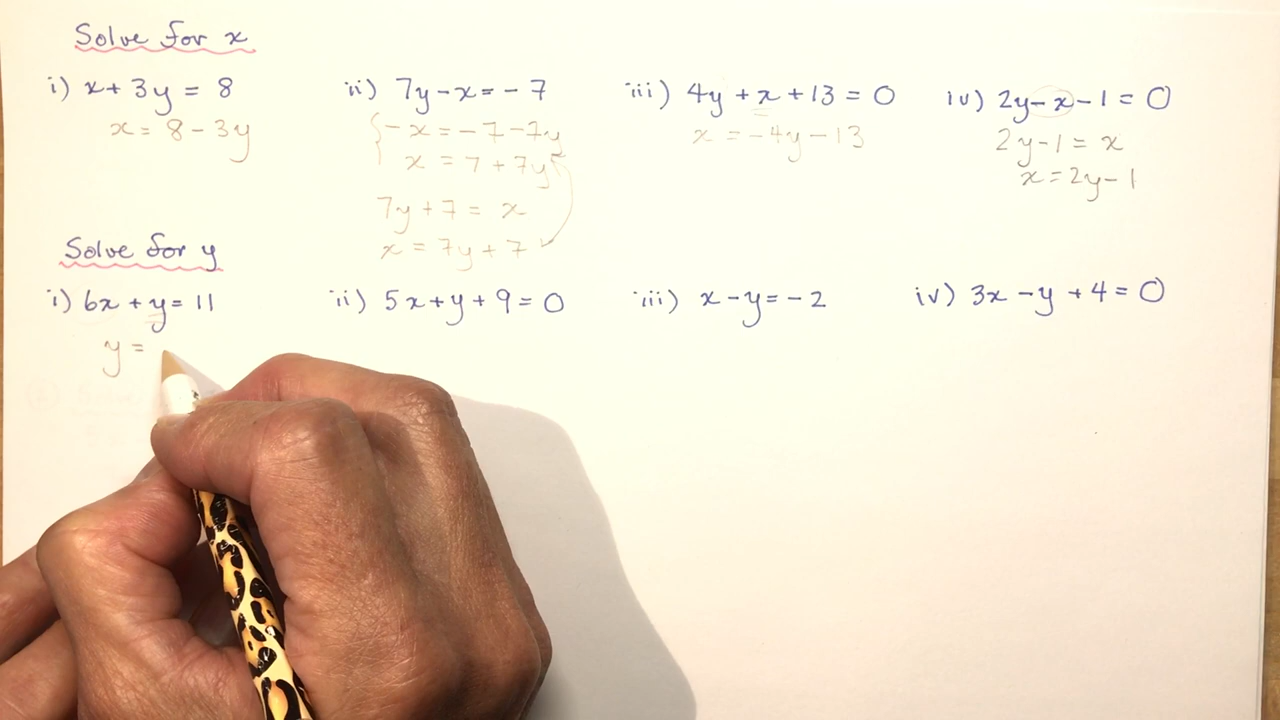 Solve for x
i) x + 3y = 8
x = 8 - 3y
ii) 7y - x = - 7
- x = - 7 - 7y
x = 7 + 7y
7y + 7 = x
x = 7y + 7
iii) 4y + x + 13 = 0
x = - 4y - 13
iv) 2y - x - 1 = 0
2y - 1 = x
x = 2y - 1
Solve for y
i) 6x + y = 11
y =
ii) 5x + y + 9 = 0
iii) x - y = - 2
iv) 3x - y + 4 = 0